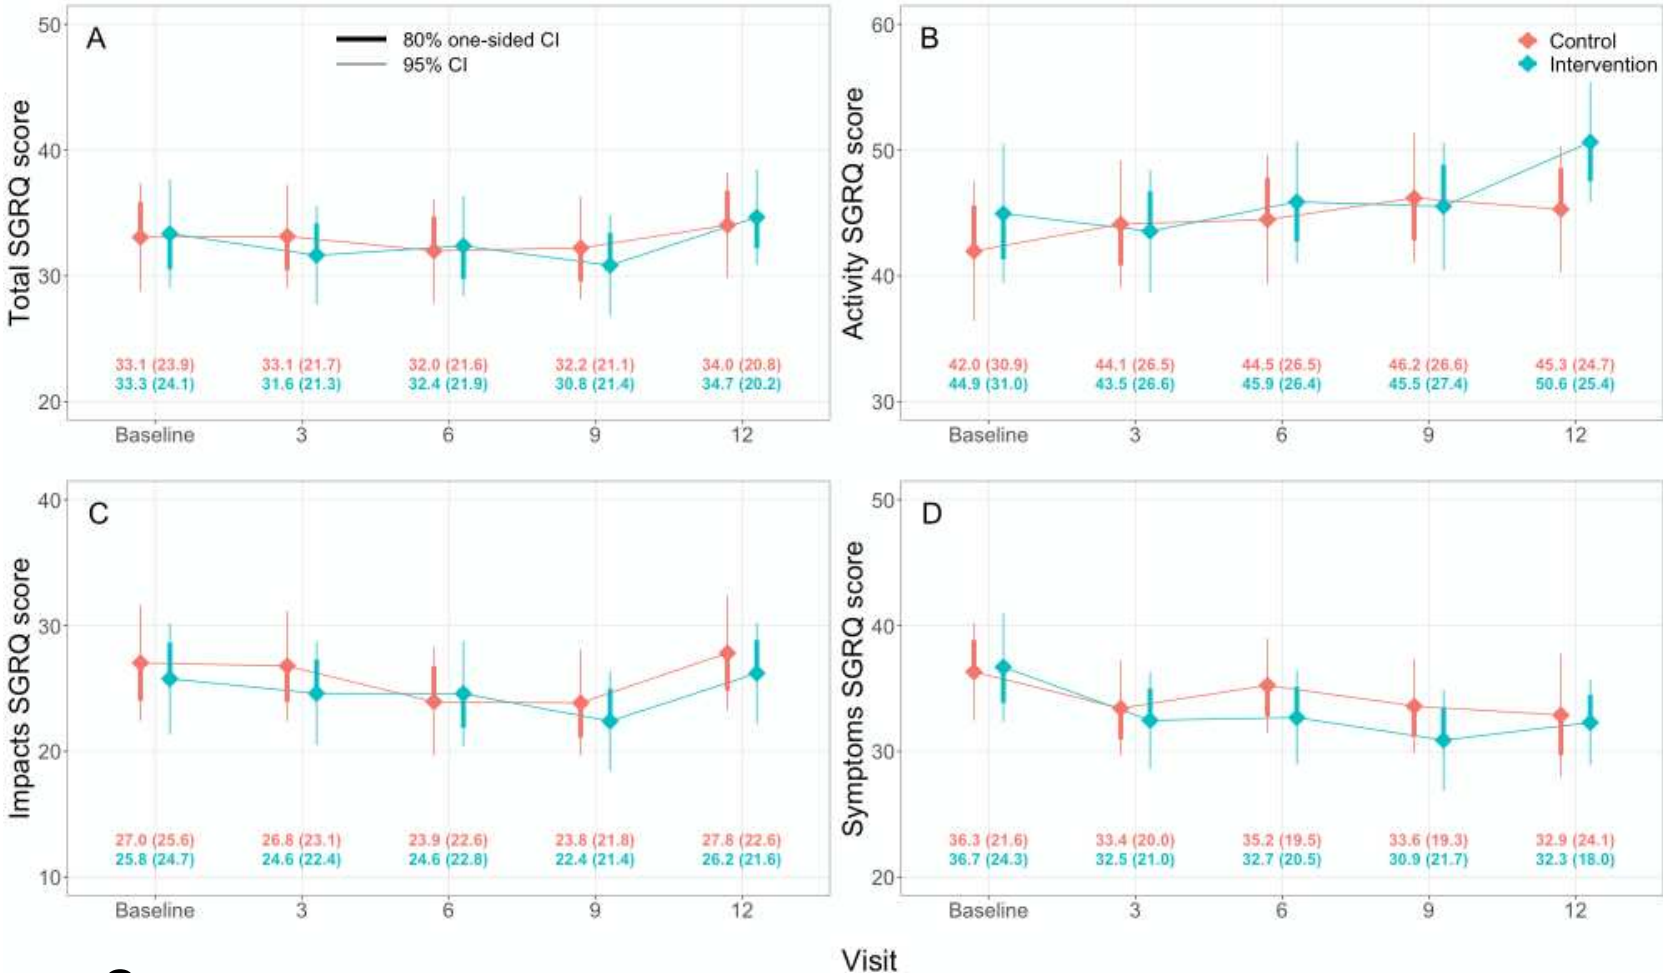 A
80% one-sided CI
95% CI
Total SGRQ score
50
40
30
20
33.1 (23.9) 33.1 (21.7) 32.0 (21.6) 32.2 (21.1) 34.0 (20.8)
33.3 (24.1) 31.6 (21.3) 32.4 (21.9) 30.8 (21.4) 34.7 (20.2)
Baseline 3 6 9 12
B
Control
Intervention
Activity SGRQ score
60
50
40
30
42.0 (30.9) 44.1 (26.5) 44.5 (26.5) 46.2 (26.6) 45.3 (24.7)
44.9 (31.0) 43.5 (26.6) 45.9 (26.4) 45.5 (27.4) 50.6 (25.4)
Baseline 3 6 9 12
C
Impacts SGRQ score
40
30
20
10
27.0 (25.6) 26.8 (23.1) 23.9 (22.6) 23.8 (21.8) 27.8 (22.6)
25.8 (24.7) 24.6 (22.4) 24.6 (22.8) 22.4 (21.4) 26.2 (21.6)
Baseline 3 6 9 12
D
Symptoms SGRQ score
50
40
30
20
36.3 (21.6) 33.4 (20.0) 35.2 (19.5) 33.6 (19.3) 32.9 (24.1)
36.7 (24.3) 32.5 (21.0) 32.7 (20.5) 30.9 (21.7) 32.3 (18.0)
Baseline 3 6 9 12
Visit